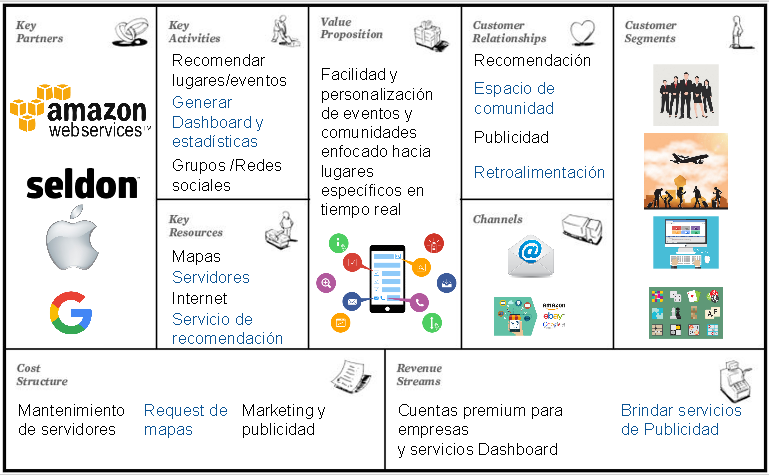 Key
Partners
amazon
webservices™
seldon
Key
Activities
Recomendar
lugares/eventos
Generar
Dashboard y
estadísticas
Grupos /Redes
sociales
Key
Resources
Mapas
Servidores
Internet
Servicio de
recomendación
Value
Proposition
Facilidad y
personalización
de eventos y
comunidades
enfocado hacia
lugares
específicos en
tiempo real
Customer
Relationships
Recomendación
Espacio de
comunidad
Publicidad
Retroalimentación
Channels
amazon
ebay
Google
Customer
Segments
Cost
Structure
Mantenimiento
de servidores
Request de
mapas
Marketing y
publicidad
Revenue
Streams
Cuentas premium para
empresas
y servicios Dashboard
Brindar servicios
de Publicidad